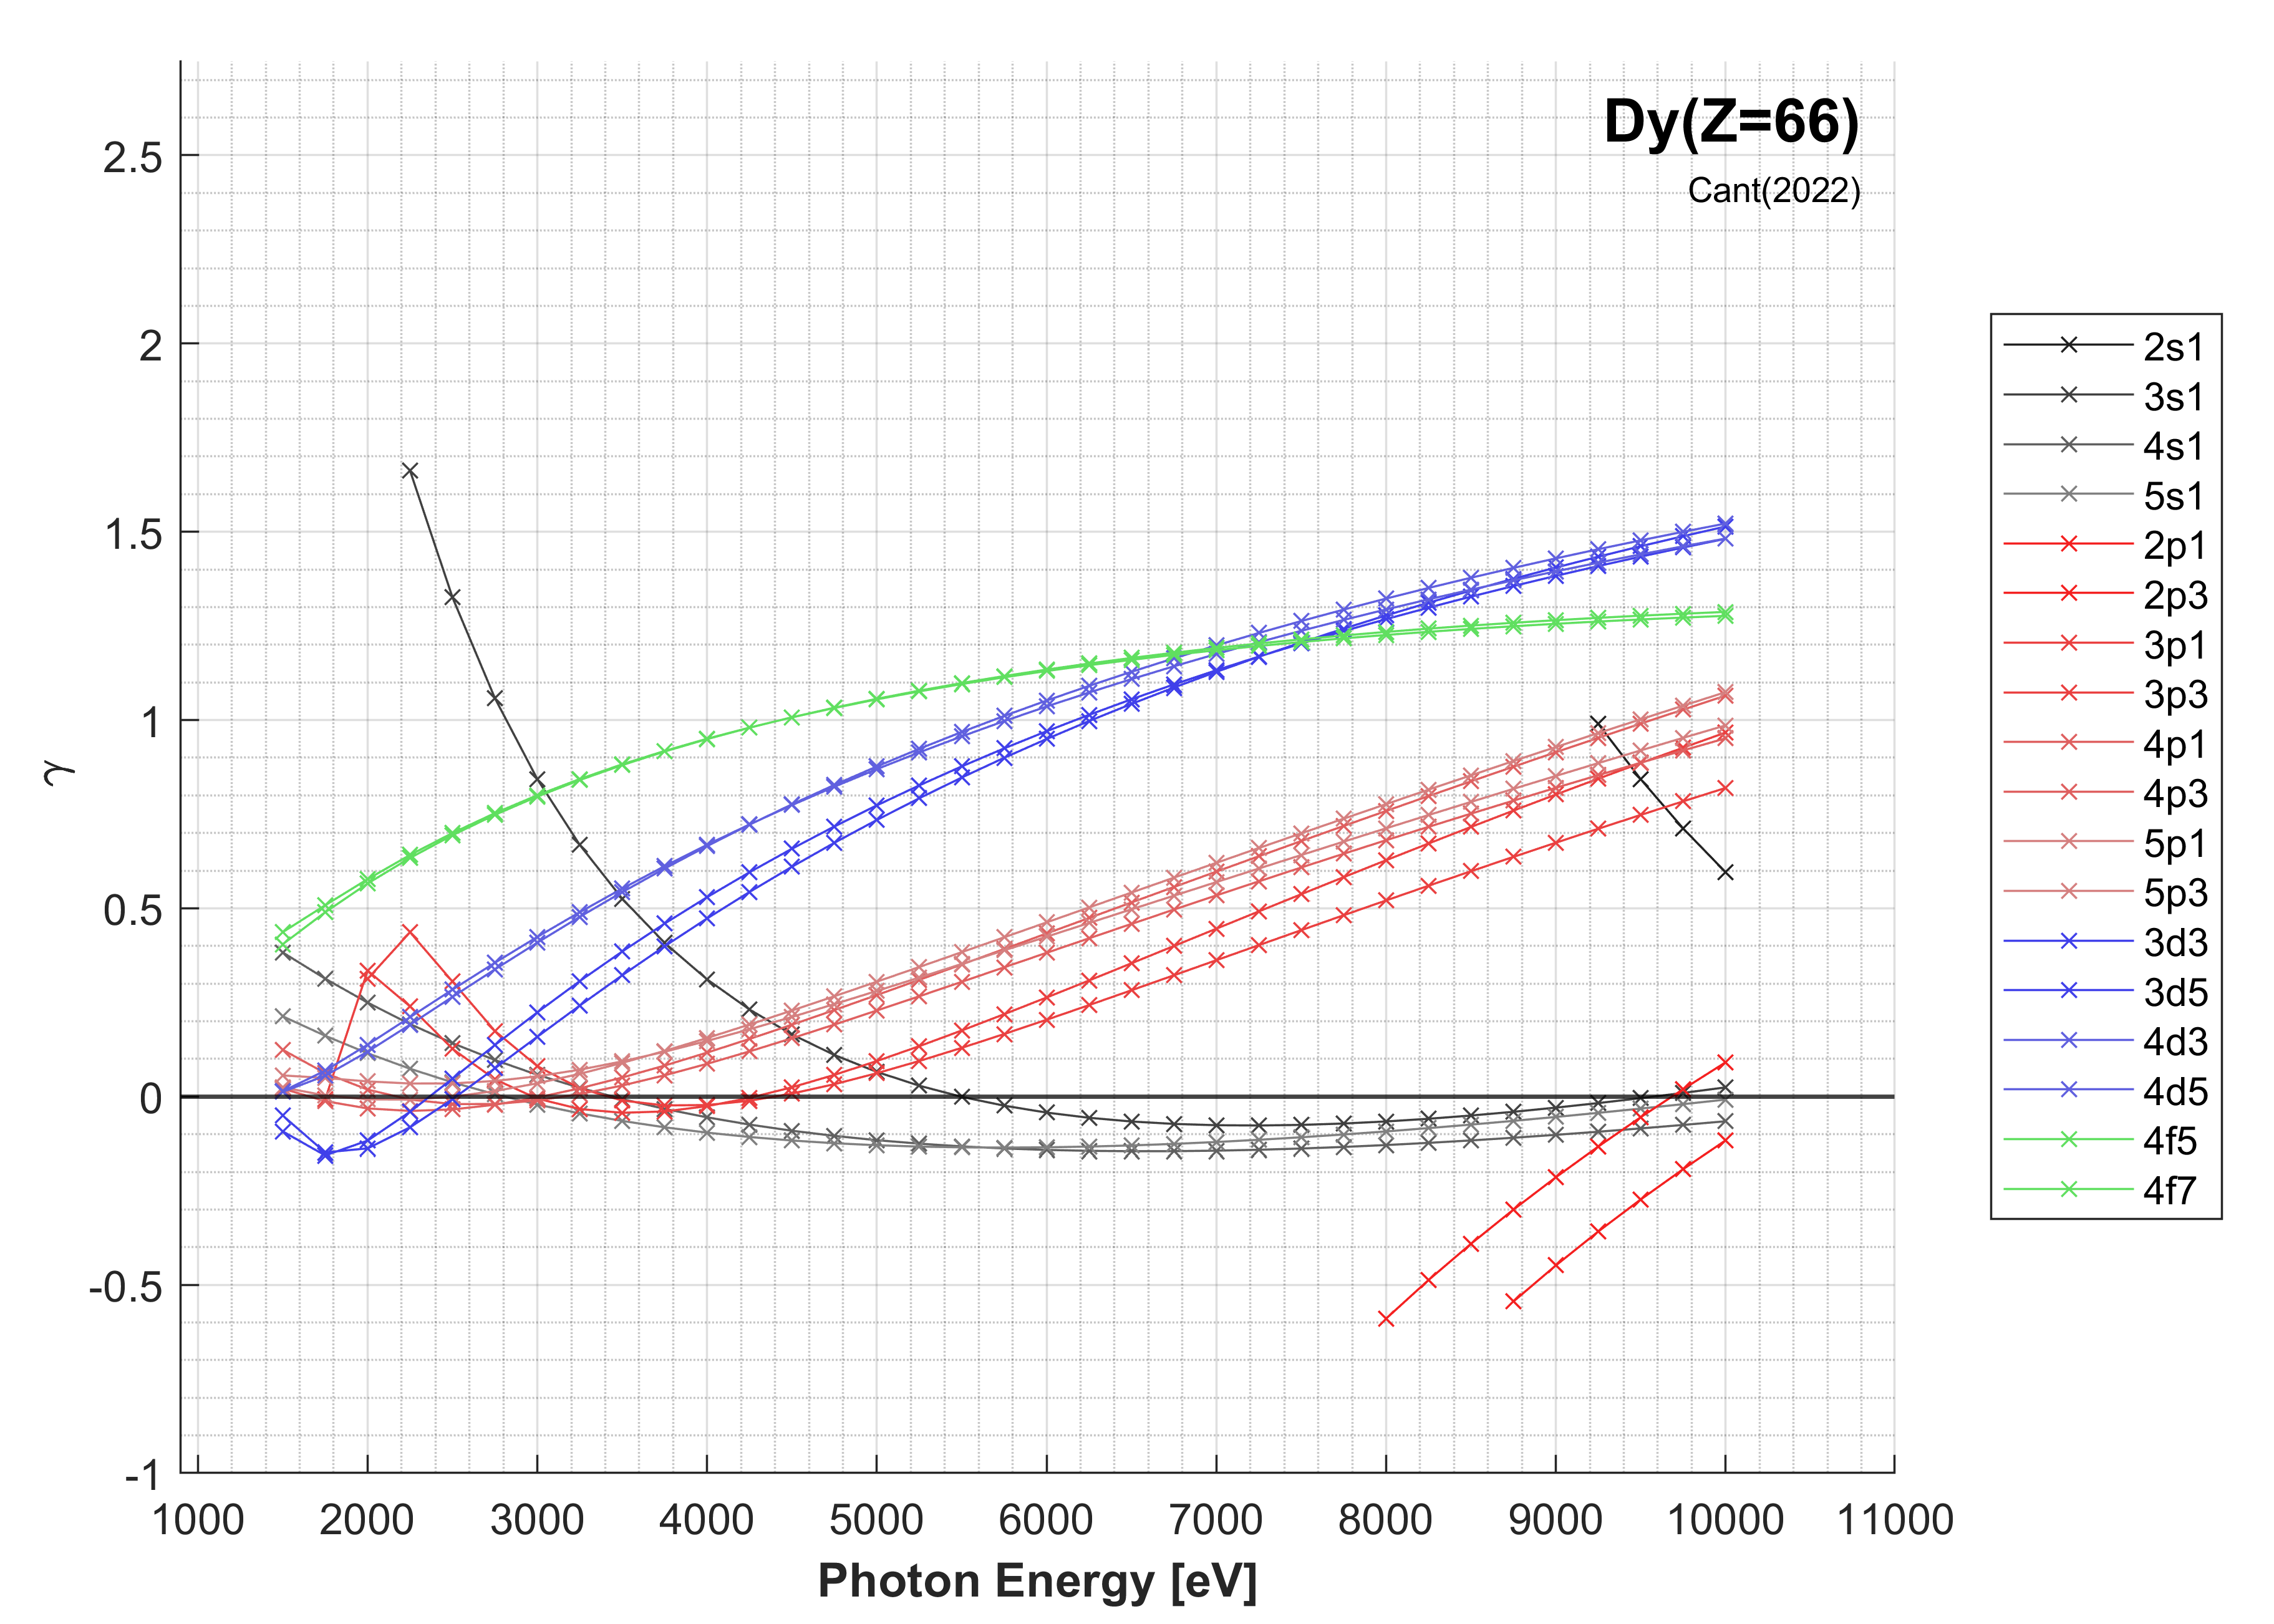 Dy(Z=66)
Cant(2022)
2.5
2
1.5
1
0.5
0
-0.5
-1
γ
1000 2000 3000 4000 5000 6000 7000 8000 9000 10000 11000
Photon Energy [eV]
2s1
3s1
4s1
5s1
2p1
2p3
3p1
3p3
4p1
4p3
5p1
5p3
3d3
3d5
4d3
4d5
4f5
4f7